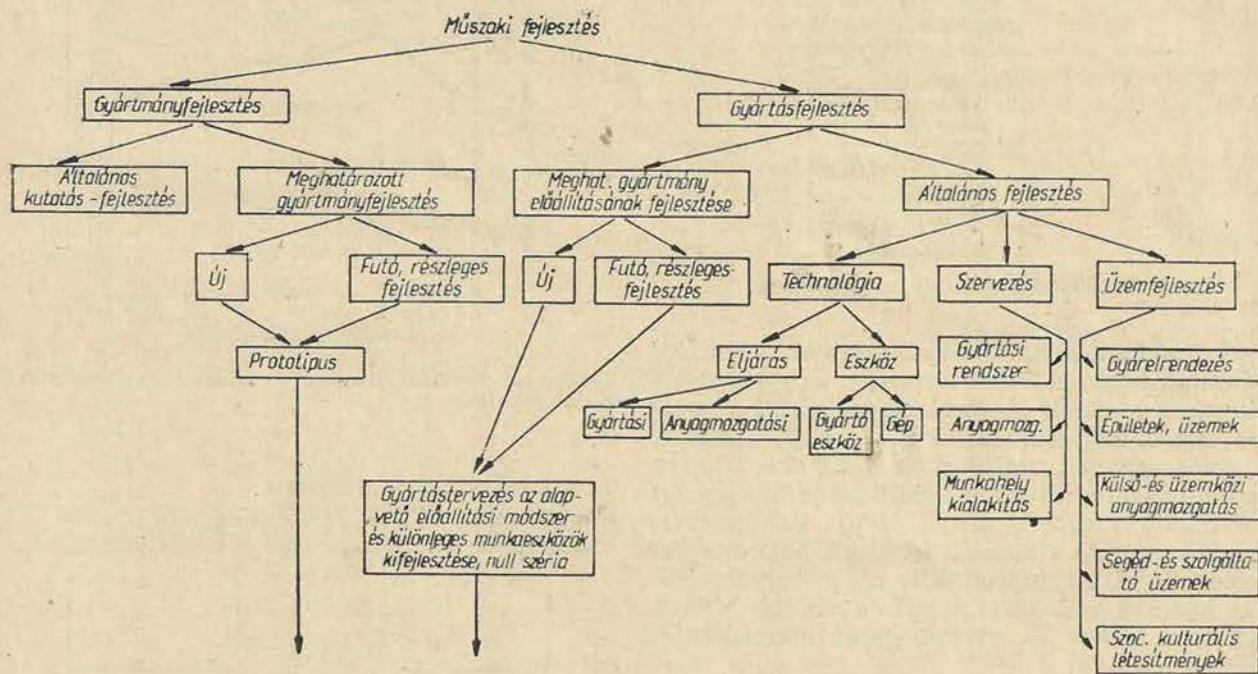 Műszaki fejlesztés
Gyártmányfejlesztés
Gyártásfejlesztés
Általános
kutatás - fejlesztés
Meghatározott
gyártmányfejlesztés
Meghat. gyártmány
előállításának fejlesztése
Általános fejlesztés
Új
Futó, részleges
fejlesztés
Új
Futó, részleges-
fejlesztés
Technológia
Szervezés
Üzemfejlesztés
Prototipus
Eljárás
Eszköz
Gyártási
rendszer
Gyárelrendezés
Gyártási
Anyagmozgatási
Gyártó
eszköz
Gép
Anyagmozg.
Épületek, üzemek
Gyártástervezés az alap-
vető előállítási módszer
és különleges munkaeszközök
kifejlesztése, null széria
Munkahely
kialakítás
Külső- és üzemközi
anyagmozgatás
Segéd- és szolgálta-
tó üzemek
Szoc. kulturális
létesítmények